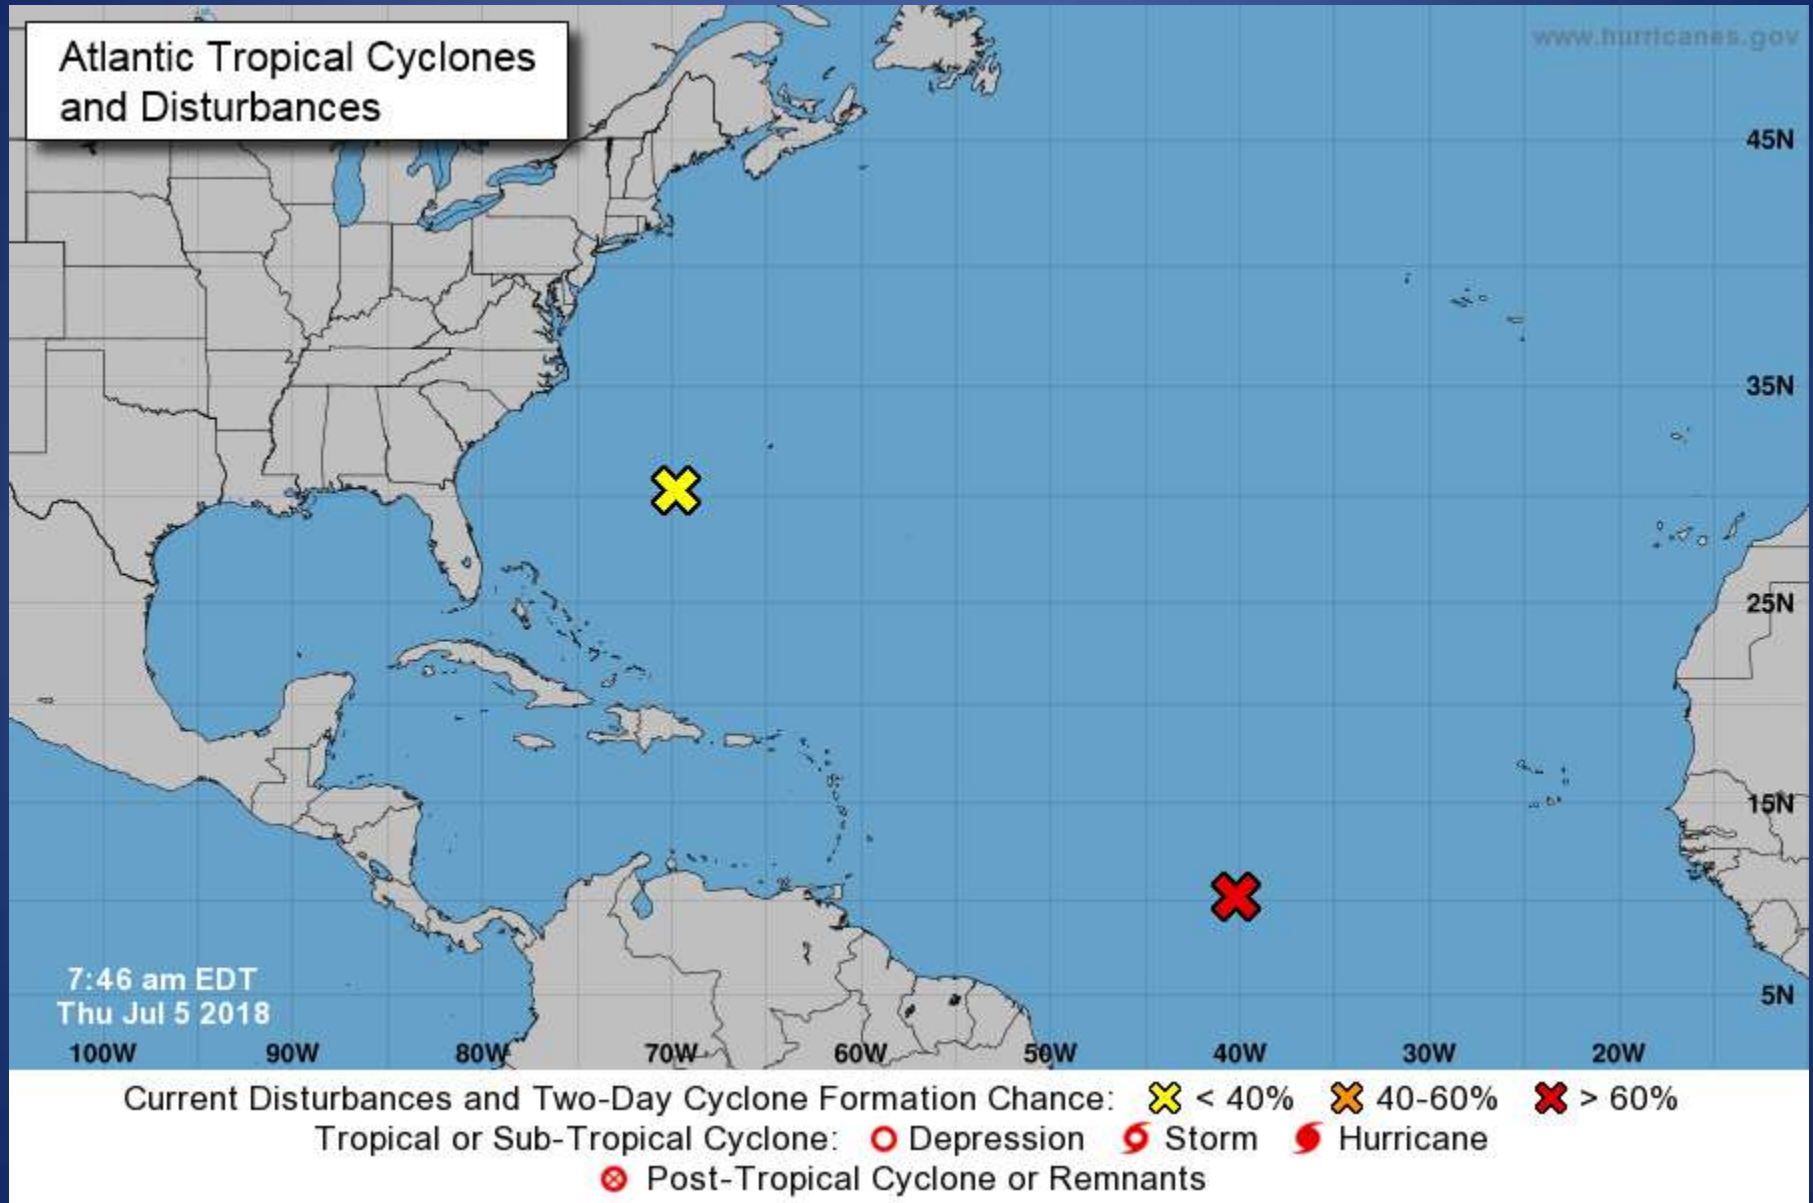 Atlantic Tropical Cyclones
and Disturbances
www.hurricanes.gov
45N
35N
25N
15N
5N
7:46 am EDT
Thu Jul 5 2018
100W 90W 80W 70W 60W 50W 40W 30W 20W
Current Disturbances and Two-Day Cyclone Formation Chance: < 40% 40-60% > 60%
Tropical or Sub-Tropical Cyclone: Depression Storm Hurricane
Post-Tropical Cyclone or Remnants